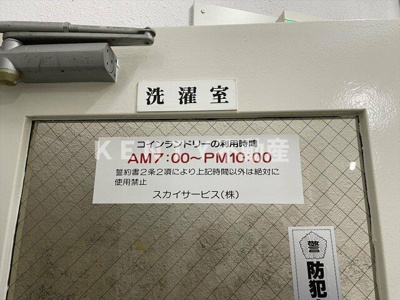 洗濯室
コインランドリーの利用時間
AM7:00~PM10:00
誓約書2条2項により上記時間以外は絶対に
使用禁止
スカイサービス(株)
警
防犯